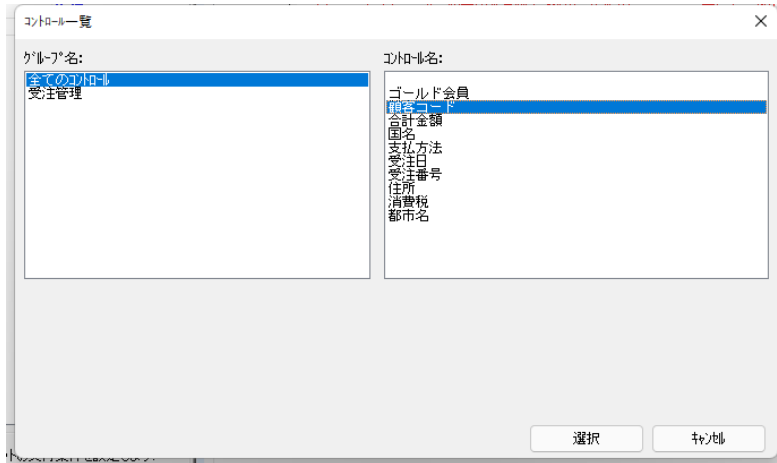 コントロール一覧
グループ名:
コントロール名:
全てのコントロール
受注管理
ゴールド会員
顧客コード
合計金額
国名
支払方法
受注日
受注番号
住所
消費税
都市名
選択
キャンセル